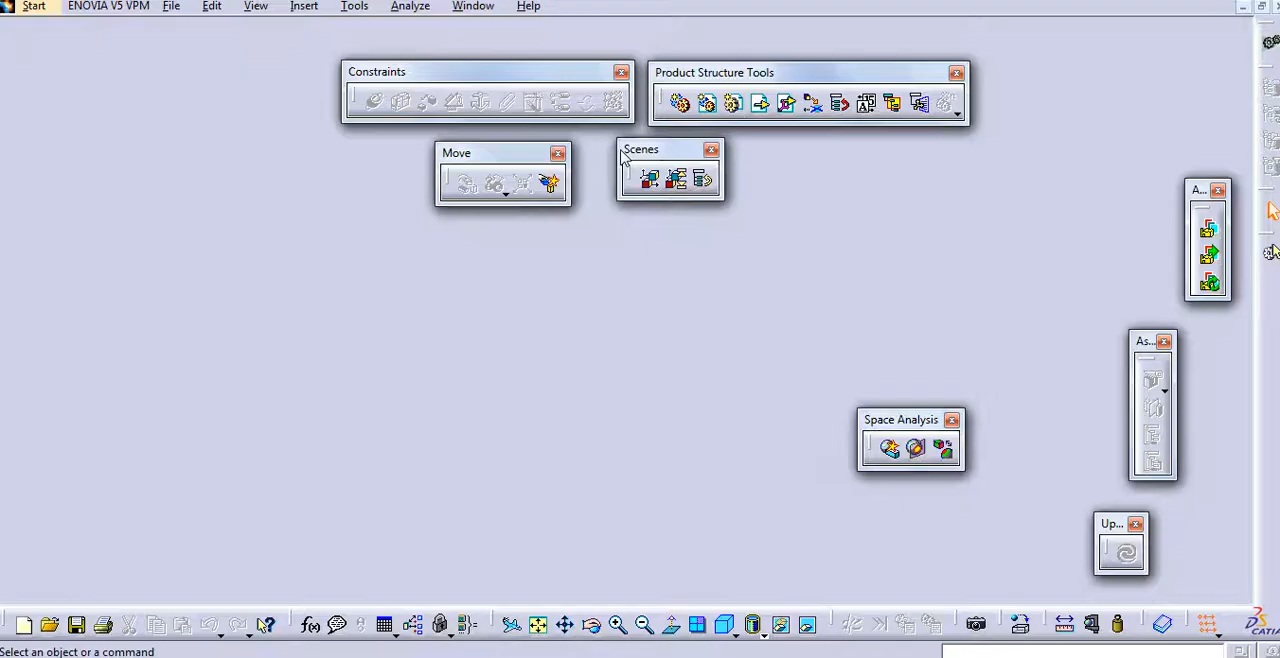 Start ENOVIA V5 VPM File Edit View Insert Tools Analyze Window Help
Constraints
Product Structure Tools
Move
Scenes
A...
As...
Space Analysis
Up...
f(x)
CATIA
Select an object or a command